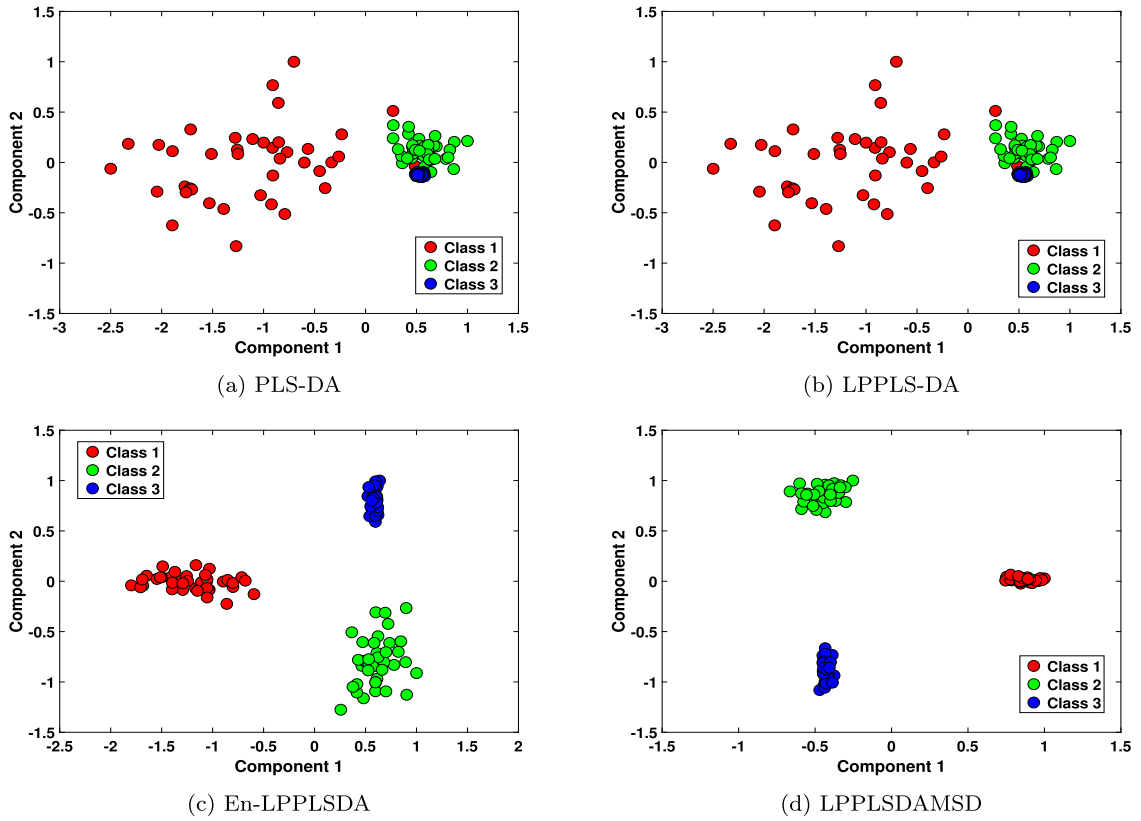 1.5
1
0.5
0
-0.5
-1
-1.5
Component 2
-3 -2.5 -2 -1.5 -1 -0.5 0 0.5 1 1.5
Component 1
Class 1
Class 2
Class 3
(a) PLS-DA
1.5
1
0.5
0
-0.5
-1
-1.5
Component 2
-3 -2.5 -2 -1.5 -1 -0.5 0 0.5 1 1.5
Component 1
Class 1
Class 2
Class 3
(b) LPPLS-DA
1.5
1
0.5
0
-0.5
-1
-1.5
Component 2
Class 1
Class 2
Class 3
-2.5 -2 -1.5 -1 -0.5 0 0.5 1 1.5 2
Component 1
(c) En-LPPLSDA
1.5
1
0.5
0
-0.5
-1
-1.5
Component 2
Class 1
Class 2
Class 3
-1.5 -1 -0.5 0 0.5 1 1.5
Component 1
(d) LPPLSDAMSD